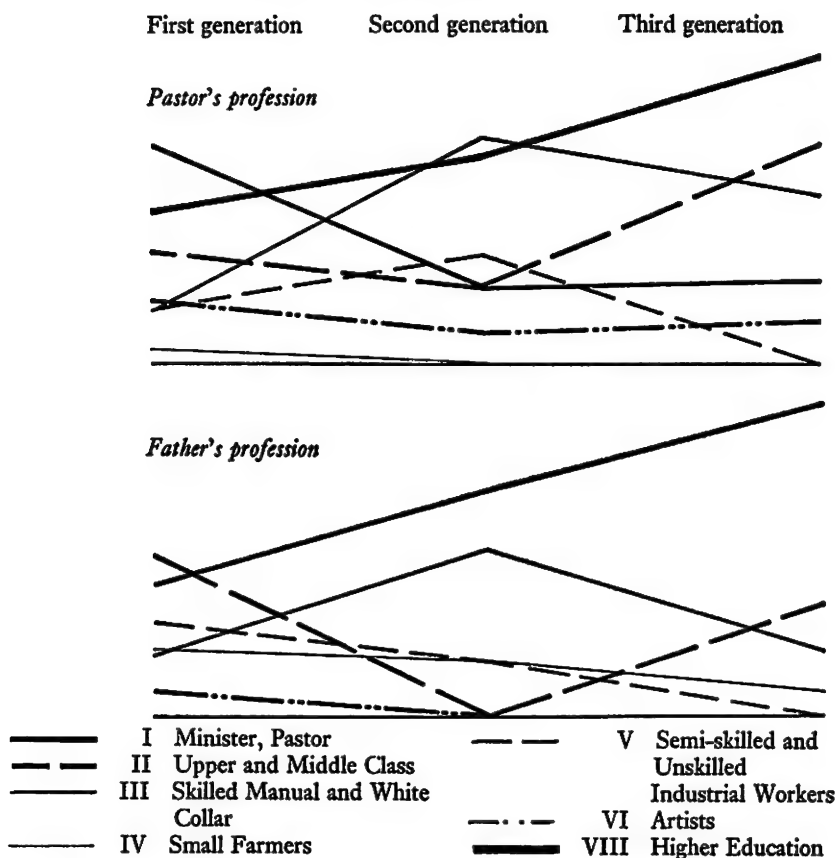 First generation Second generation Third generation
Pastor's profession
Father's profession
I Minister, Pastor
II Upper and Middle Class
III Skilled Manual and White
Collar
IV Small Farmers
V Semi-skilled and
Unskilled
Industrial Workers
VI Artists
VIII Higher Education